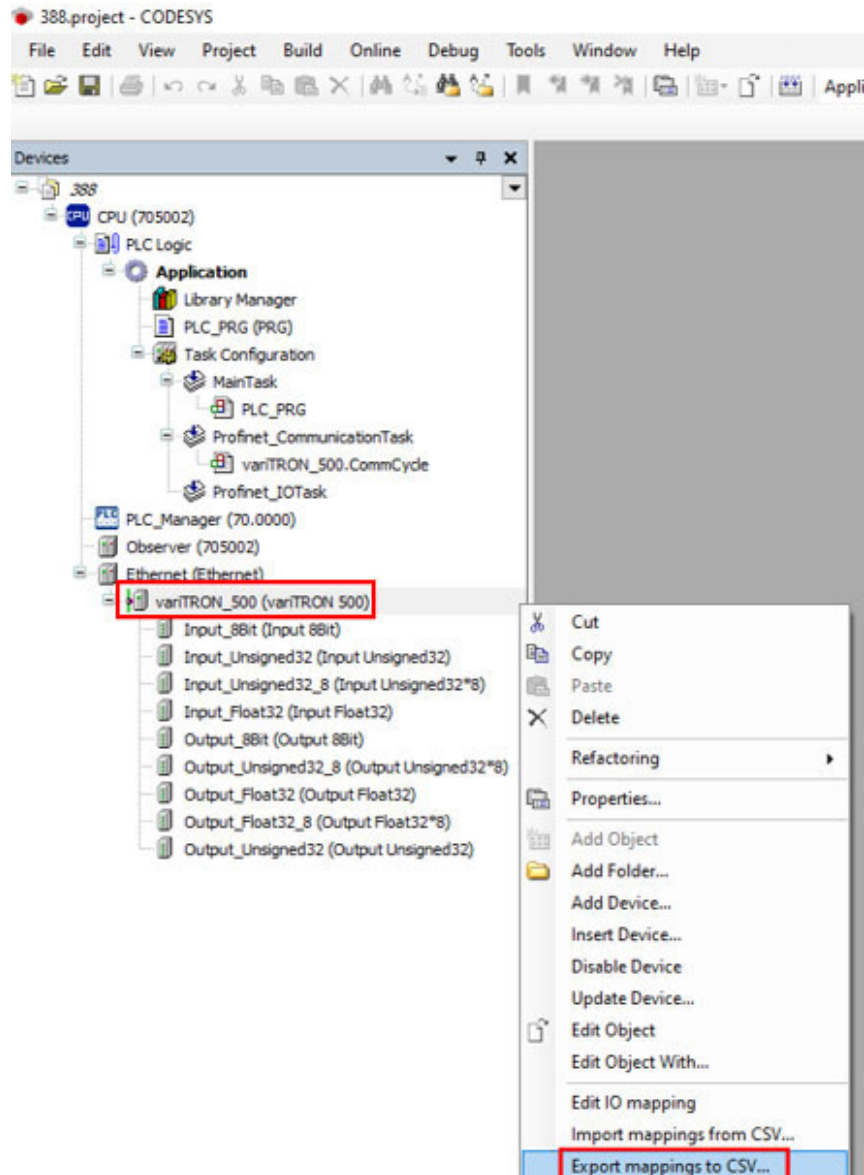 388.project - CODESYS
File Edit View Project Build Online Debug Tools Window Help
Appli
Devices
388
CPU CPU (705002)
PLC Logic
Application
Library Manager
PLC_PRG (PRG)
Task Configuration
MainTask
PLC_PRG
Profinet_CommunicationTask
variTRON_500.CommCycle
Profinet_IOTask
PLC PLC_Manager (70.0000)
Observer (705002)
Ethernet (Ethernet)
variTRON_500 (variTRON 500)
Input_8Bit (Input 8Bit)
Input_Unsigned32 (Input Unsigned32)
Input_Unsigned32_8 (Input Unsigned32*8)
Input_Float32 (Input Float32)
Output_8Bit (Output 8Bit)
Output_Unsigned32_8 (Output Unsigned32*8)
Output_Float32 (Output Float32)
Output_Float32_8 (Output Float32*8)
Output_Unsigned32 (Output Unsigned32)
Cut
Copy
Paste
Delete
Refactoring
Properties...
Add Object
Add Folder...
Add Device...
Insert Device...
Disable Device
Update Device...
Edit Object
Edit Object With...
Edit IO mapping
Import mappings from CSV...
Export mappings to CSV...